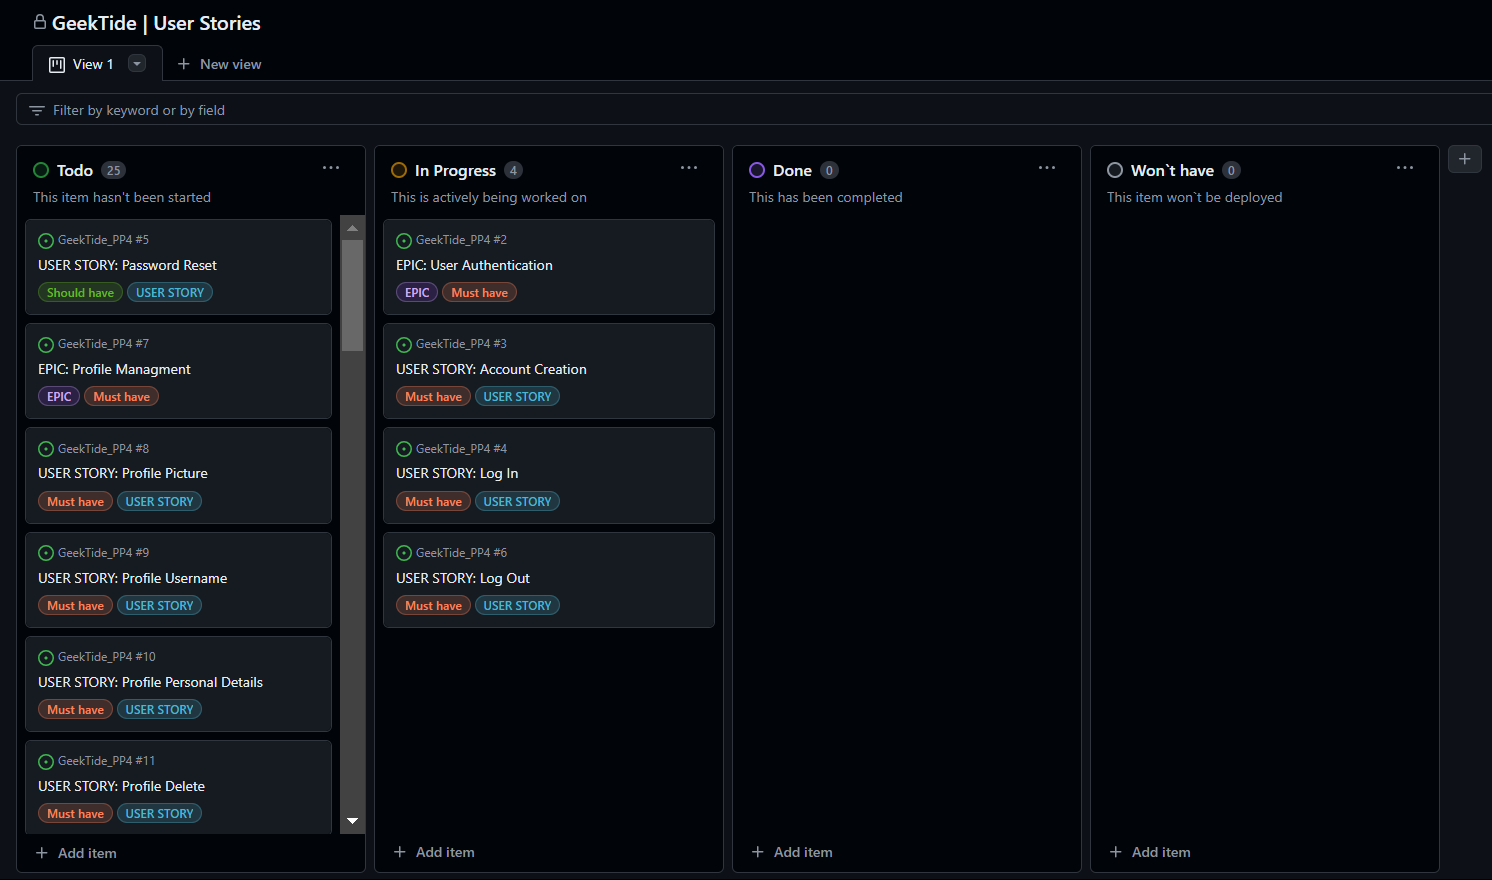 GeekTide | User Stories
View 1
New view
Filter by keyword or by field
Todo 25
This item hasn't been started
GeekTide_PP4 #5
USER STORY: Password Reset
Should have USER STORY
GeekTide_PP4 #7
EPIC: Profile Managment
EPIC Must have
GeekTide_PP4 #8
USER STORY: Profile Picture
Must have USER STORY
GeekTide_PP4 #9
USER STORY: Profile Username
Must have USER STORY
GeekTide_PP4 #10
USER STORY: Profile Personal Details
Must have USER STORY
GeekTide_PP4 #11
USER STORY: Profile Delete
Must have USER STORY
Add item
In Progress 4
This is actively being worked on
GeekTide_PP4 #2
EPIC: User Authentication
EPIC Must have
GeekTide_PP4 #3
USER STORY: Account Creation
Must have USER STORY
GeekTide_PP4 #4
USER STORY: Log In
Must have USER STORY
GeekTide_PP4 #6
USER STORY: Log Out
Must have USER STORY
Add item
Done 0
This has been completed
Add item
Won`t have 0
This item won`t be deployed
Add item